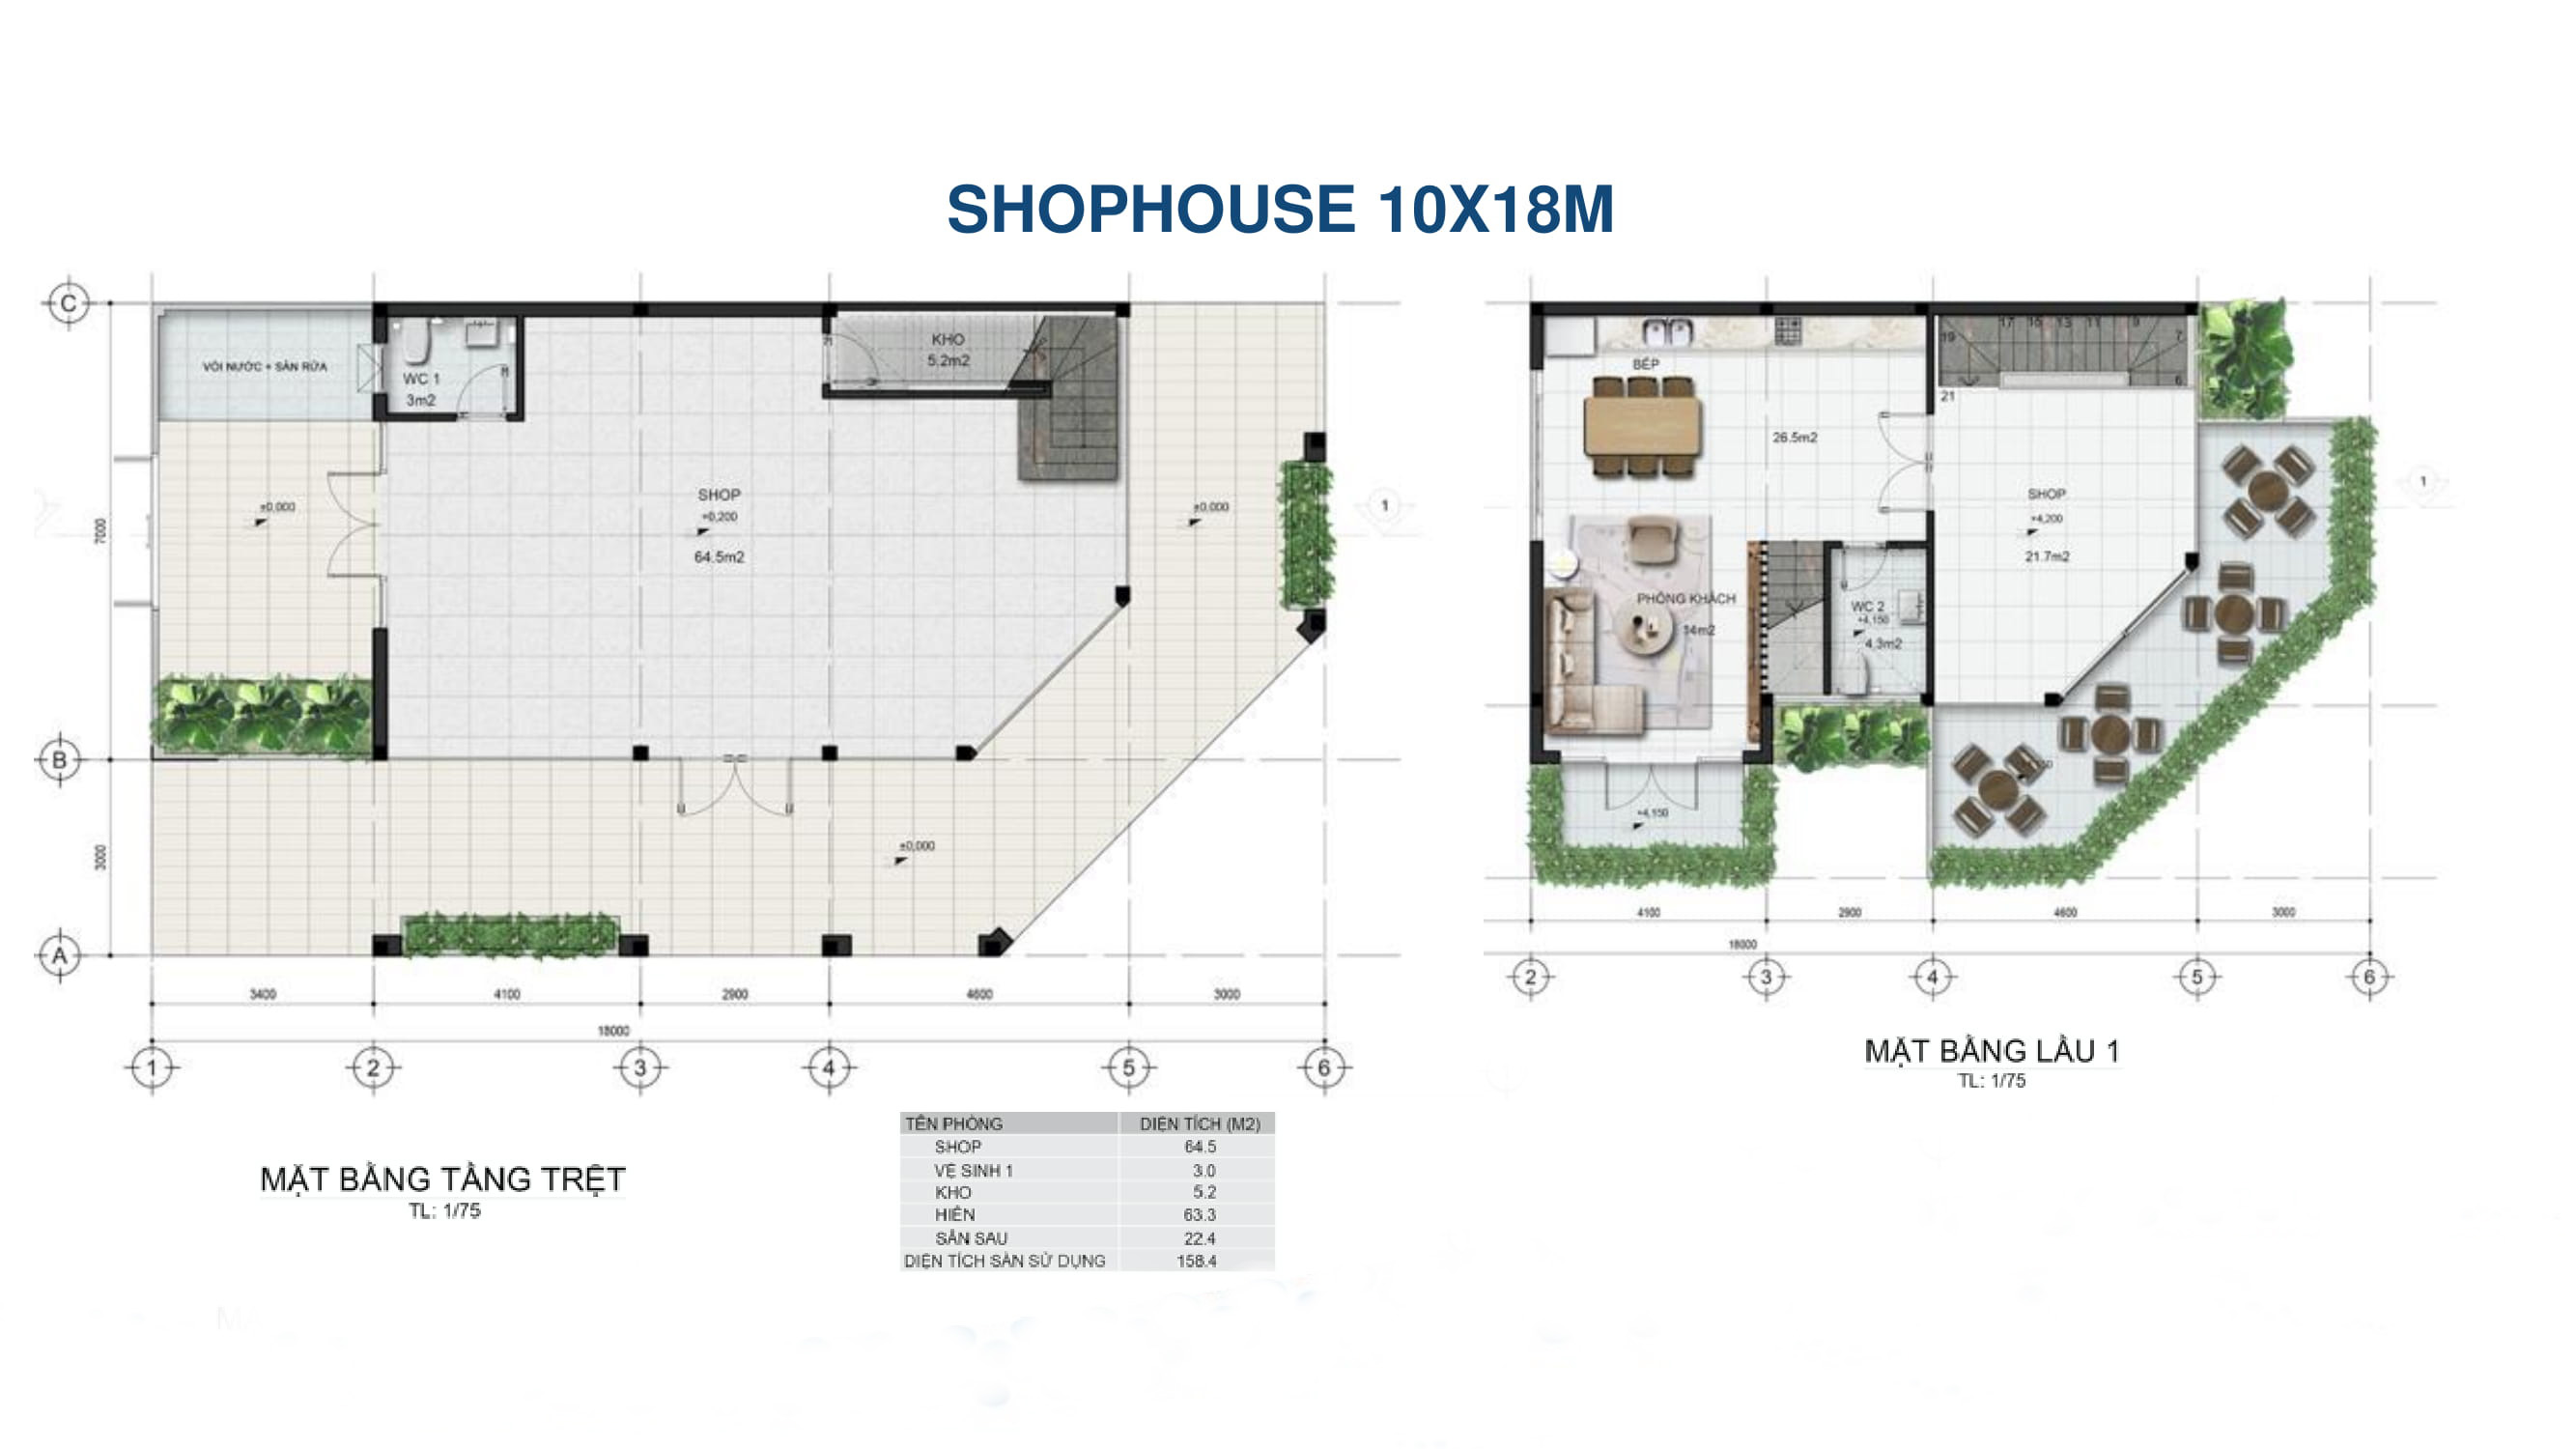 SHOPHOUSE 10X18M
C
VÒI NƯỚC + SÂN RỬA
WC 1
3m2
KHO
5.2m2
±0,000
SHOP
+0,200
64.5m2
±0,000
1
7000
B
3000
±0,000
A
3400
4100
2900
4600
3000
18000
1
2
3
4
5
6
MẶT BẰNG TẦNG TRỆT
TL: 1/75
TÊN PHÒNG DIỆN TÍCH (M2)
SHOP 64.5
VỆ SINH 1 3.0
KHO 5.2
HIÊN 63.3
SÂN SAU 22.4
DIỆN TÍCH SÀN SỬ DỤNG 158.4
BẾP
26.5m2
19
17
13
11
9
7
6
21
SHOP
+4,200
21.7m2
1
PHÒNG KHÁCH
14m2
WC 2
+4,150
4.3m2
+4,150
4100
2900
4600
3000
18000
2
3
4
5
6
MẶT BẰNG LẦU 1
TL: 1/75